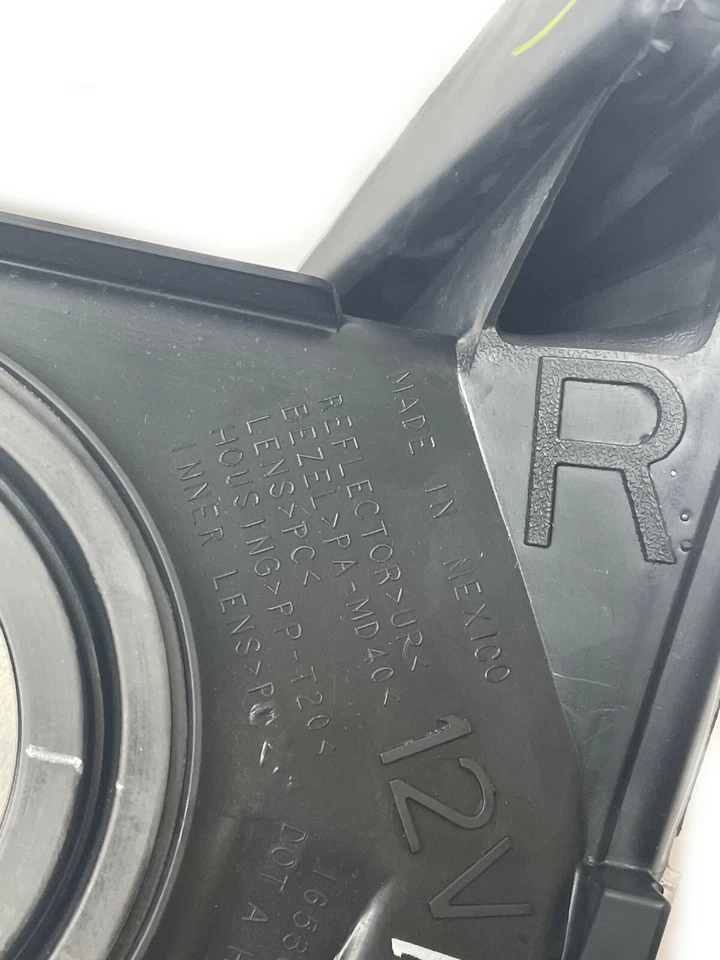 R
MADE IN MEXICO
REFLECTOR>UR<
BEZEL>PA-MD40<
LENS>PC<
HOUSING>PP-T20<
INNER LENS>PC<
12V
DOT A